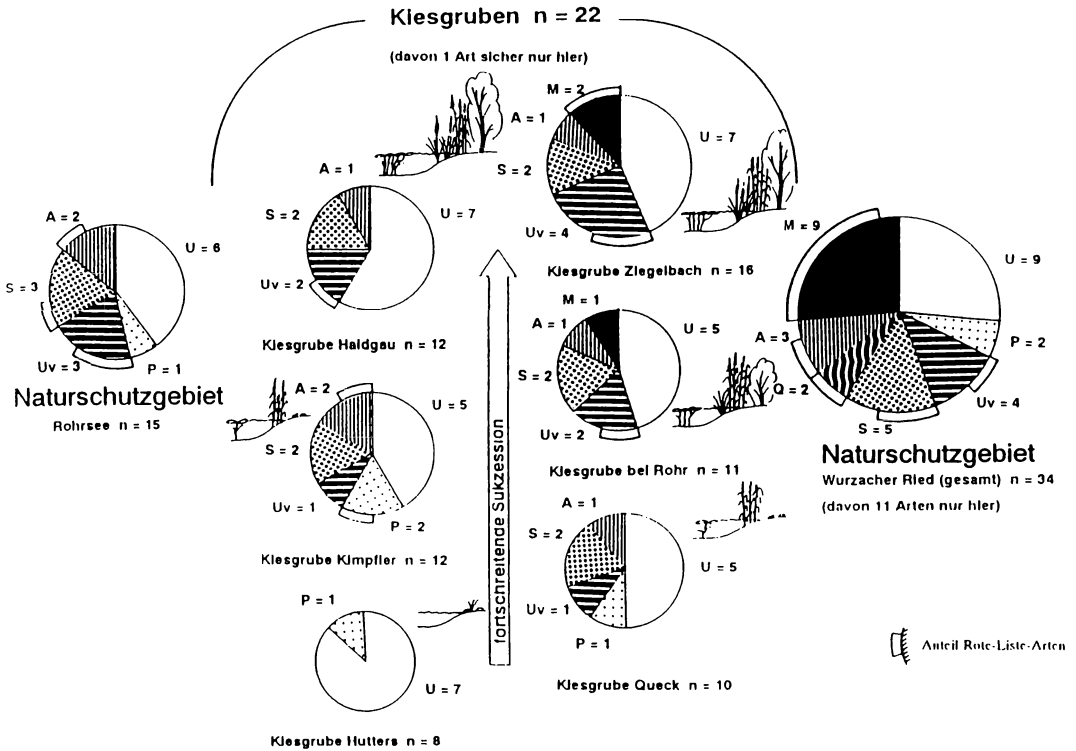 Kiesgruben n = 22
(davon 1 Art sicher nur hier)
M = 2
A = 1
U = 7
S = 2
Uv = 4
Kiesgrube Ziegelbach n = 16
A = 1
S = 2
U = 7
Uv = 2
Kiesgrube Haidgau n = 12
A = 2
U = 6
S = 3
Uv = 3
P = 1
Naturschutzgebiet
Rohrsee n = 15
M = 9
U = 9
A = 3
P = 2
Q = 2
Uv = 4
S = 5
Naturschutzgebiet
Wurzacher Ried (gesamt) n = 34
(davon 11 Arten nur hier)
M = 1
A = 1
U = 5
S = 2
Uv = 2
Kiesgrube bei Rohr n = 11
A = 2
U = 5
S = 2
Uv = 1
P = 2
Kiesgrube Kimpfler n = 12
fortschreitende Sukzession
A = 1
S = 2
U = 5
Uv = 1
P = 1
Kiesgrube Queck n = 10
P = 1
U = 7
Kiesgrube Hutters n = 8
Anteil Rote-Liste-Arten